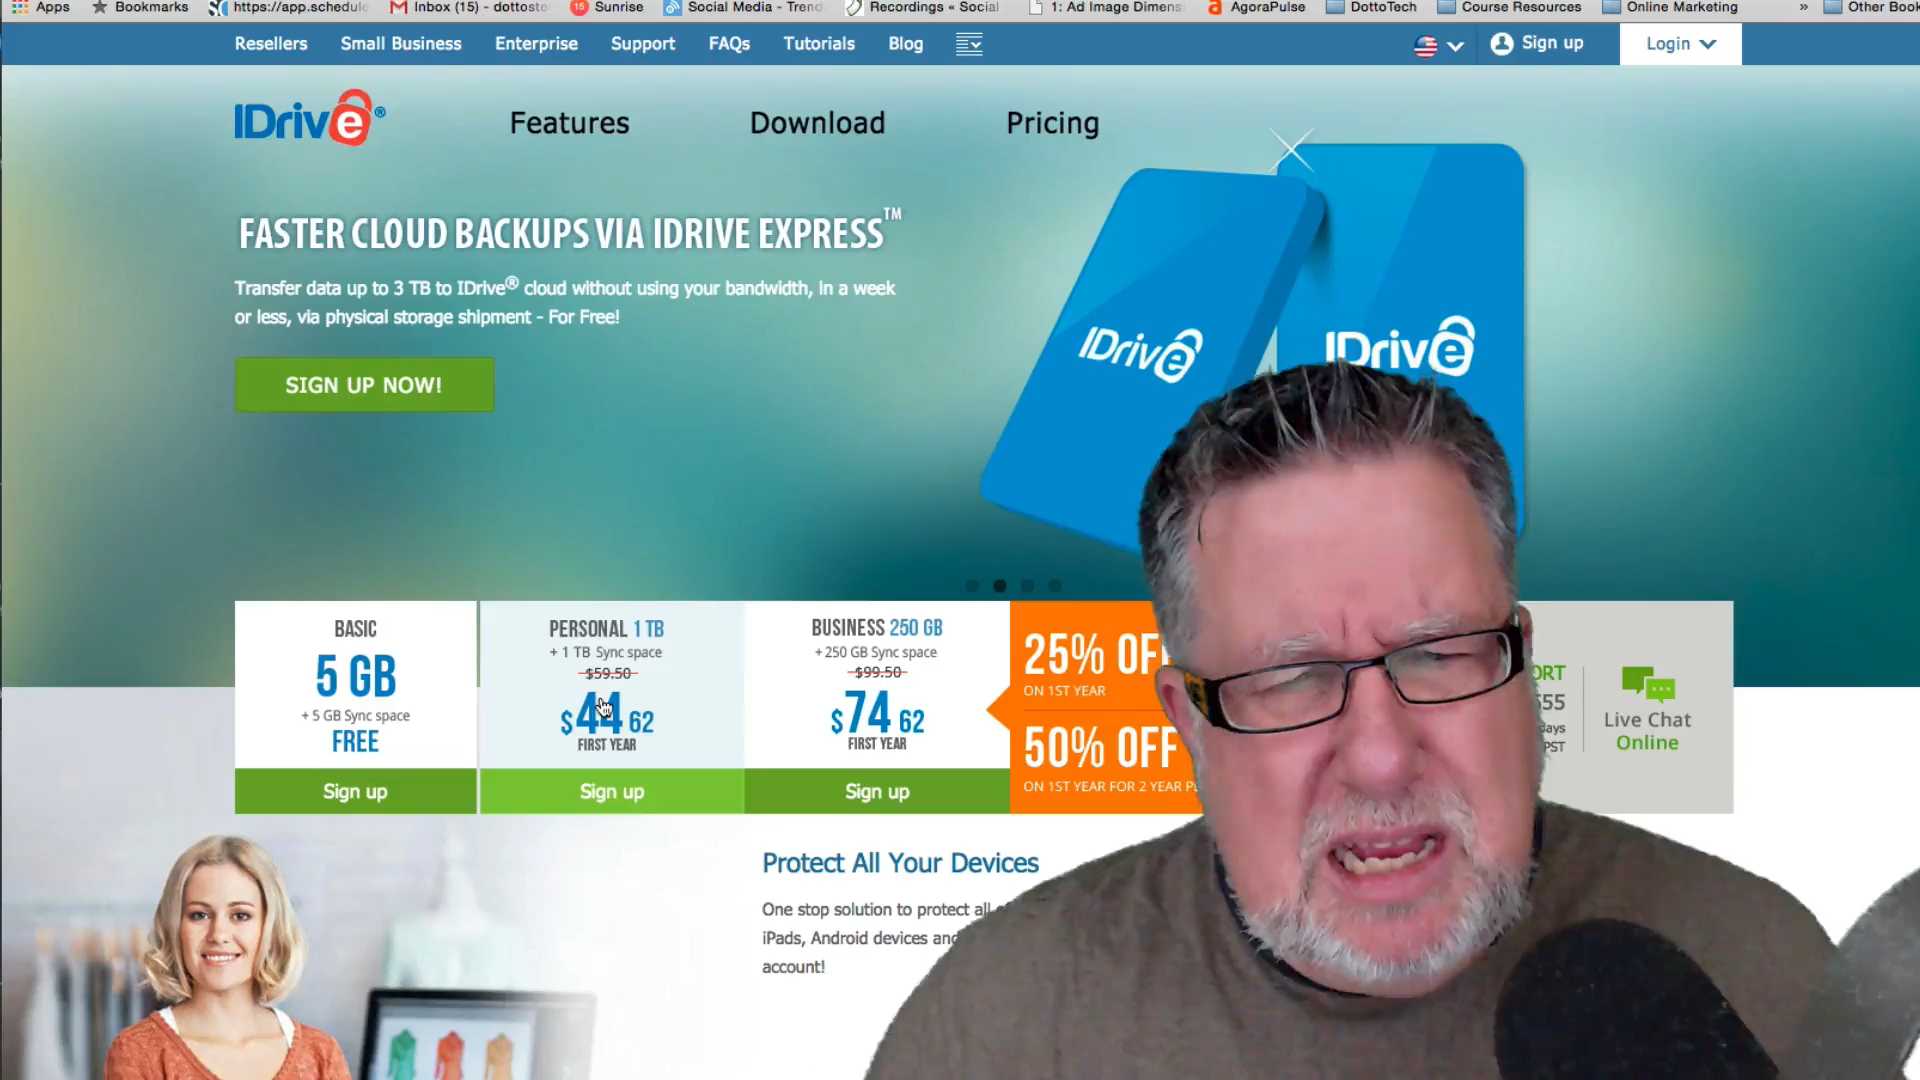 Apps Bookmarks https://app.schedule Inbox (15) - dottoste 15 Sunrise Social Media - Trend Recordings « Social 1: Ad Image Dimens AgoraPulse DottoTech Course Resources Online Marketing » Other Book
Resellers Small Business Enterprise Support FAQs Tutorials Blog Sign up Login
IDrive® Features Download Pricing
FASTER CLOUD BACKUPS VIA IDRIVE EXPRESS™
Transfer data up to 3 TB to IDrive® cloud without using your bandwidth, in a week
or less, via physical storage shipment - For Free!
SIGN UP NOW!
IDrive
IDrive
BASIC
5 GB
+ 5 GB Sync space
FREE
Sign up
PERSONAL 1 TB
+ 1 TB Sync space
$59.50
$44 62
FIRST YEAR
Sign up
BUSINESS 250 GB
+ 250 GB Sync space
$99.50
$74 62
FIRST YEAR
Sign up
25% OF
ON 1ST YEAR
50% OFF
ON 1ST YEAR FOR 2 YEAR
ORT
55
days
PST
Live Chat
Online
Protect All Your Devices
One stop solution to protect all
iPads, Android devices and
account!